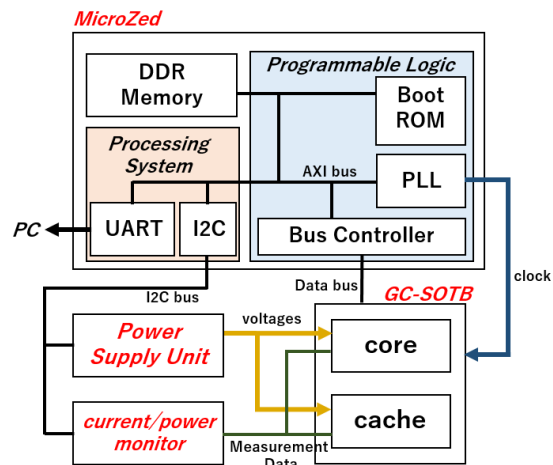 MicroZed
DDR
Memory
Programmable Logic
Boot
ROM
Processing
System
AXI bus
PLL
PC
UART
I2C
Bus Controller
clock
I2C bus
Data bus
GC-SOTB
voltages
Power
Supply Unit
core
current/power
monitor
cache
Measurement
Data